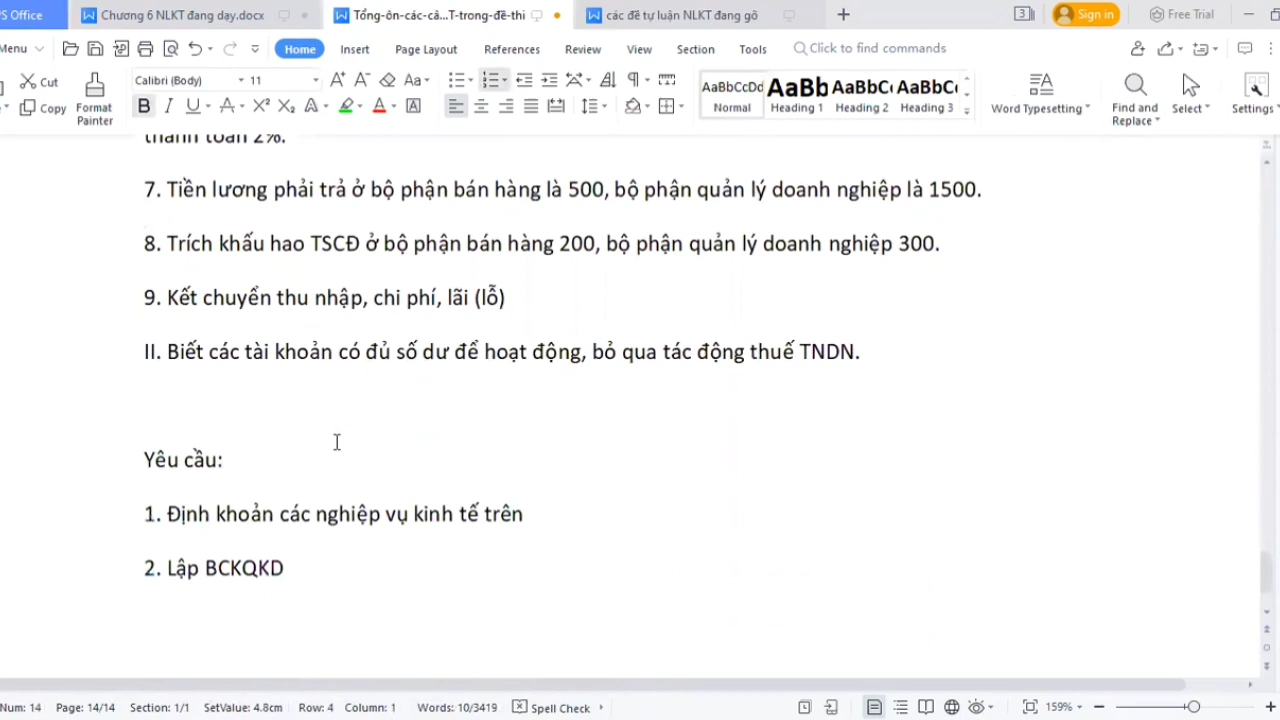 PS Office Chương 6 NLKT đang dạy.docx Tổng-ôn-các-câ...T-trong-đề-thi các đề tự luận NLKT đang gõ + Sign in Free Trial
Menu Home Insert Page Layout References Review View Section Tools Click to find commands
Cut Copy Format Painter Calibri (Body) 11 AaBbCcDd Normal AaBb Heading 1 AaBbC Heading 2 AaBbC Heading 3 Word Typesetting Find and Replace Select Settings
thanh toán 2%.
7. Tiền lương phải trả ở bộ phận bán hàng là 500, bộ phận quản lý doanh nghiệp là 1500.
8. Trích khấu hao TSCĐ ở bộ phận bán hàng 200, bộ phận quản lý doanh nghiệp 300.
9. Kết chuyển thu nhập, chi phí, lãi (lỗ)
II. Biết các tài khoản có đủ số dư để hoạt động, bỏ qua tác động thuế TNDN.
Yêu cầu:
1. Định khoản các nghiệp vụ kinh tế trên
2. Lập BCKQKD
Num: 14 Page: 14/14 Section: 1/1 SetValue: 4.8cm Row: 4 Column: 1 Words: 10/3419 Spell Check 159%